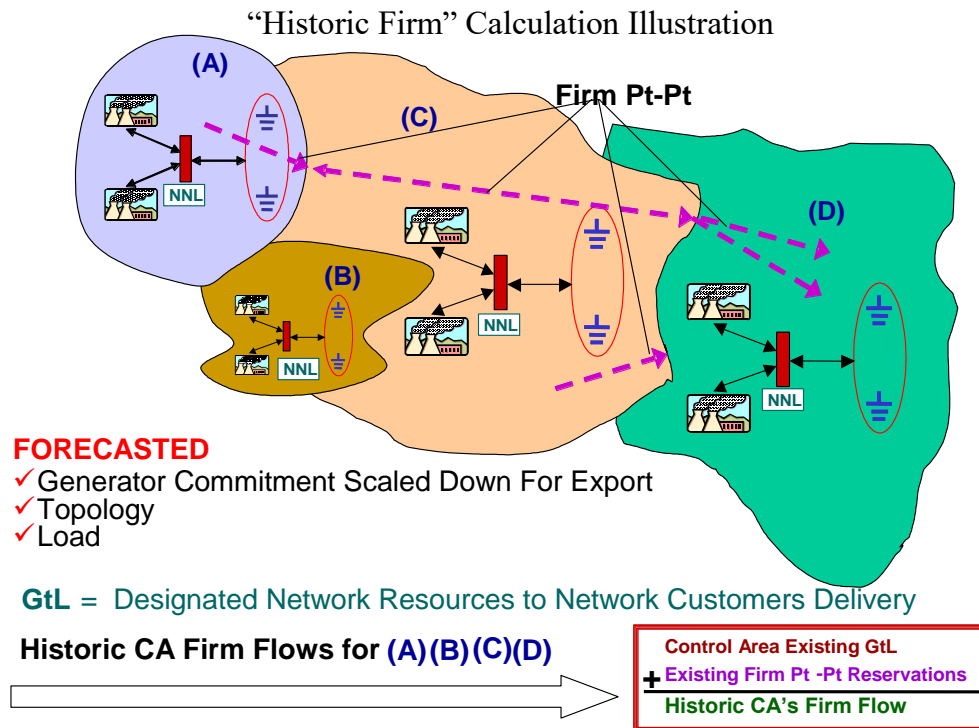 “Historic Firm” Calculation Illustration
(A)
Firm Pt-Pt
(C)
(D)
NNL
(B)
NNL
NNL
NNL
FORECASTED
Generator Commitment Scaled Down For Export
Topology
Load
GtL = Designated Network Resources to Network Customers Delivery
Historic CA Firm Flows for (A)(B)(C)(D)
Control Area Existing GtL
+ Existing Firm Pt -Pt Reservations
Historic CA's Firm Flow